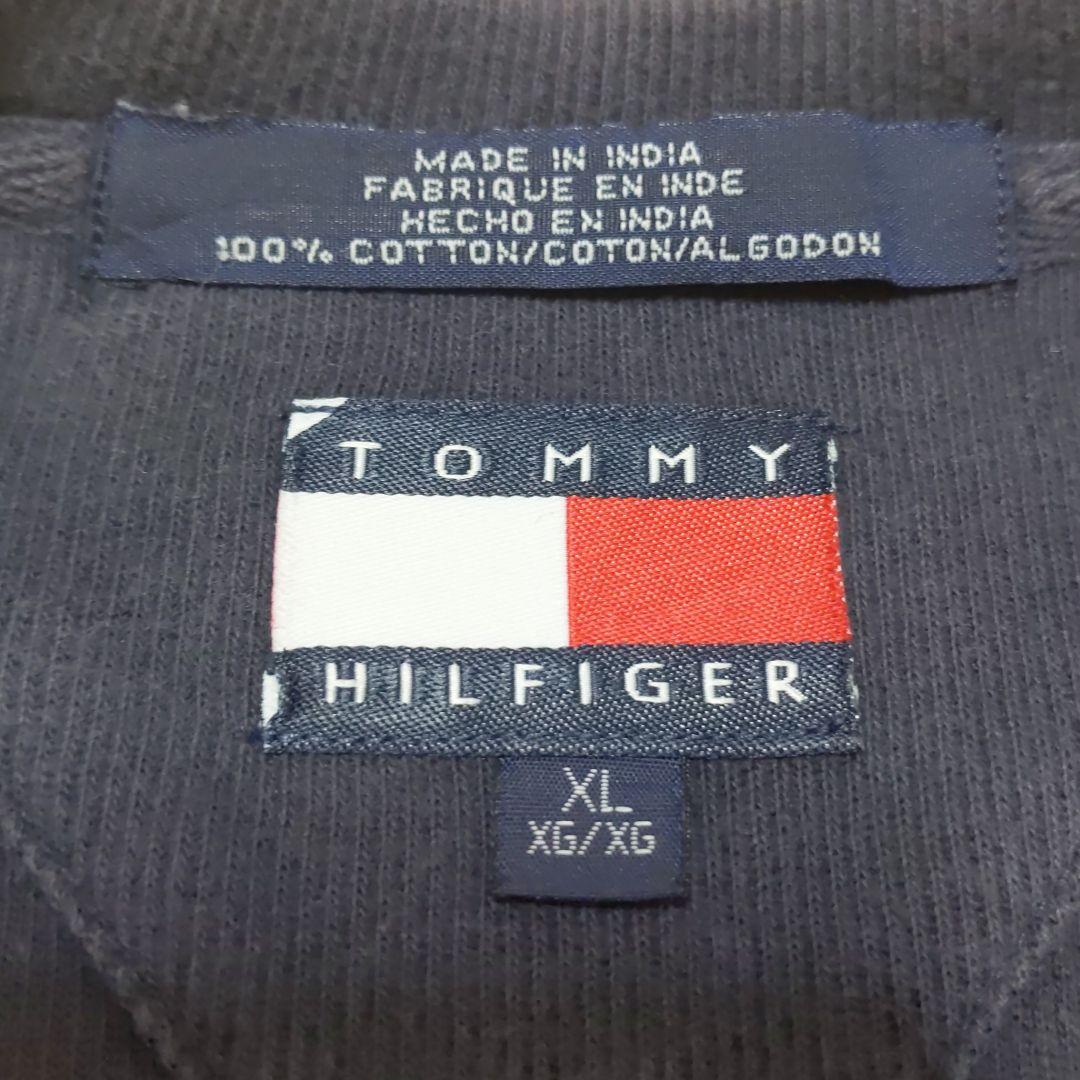 MADE IN INDIA
FABRIQUE EN INDE
HECHO EN INDIA
100% COTTON/COTON/ALGODON
TOMMY
HILFIGER
XL
XG/XG